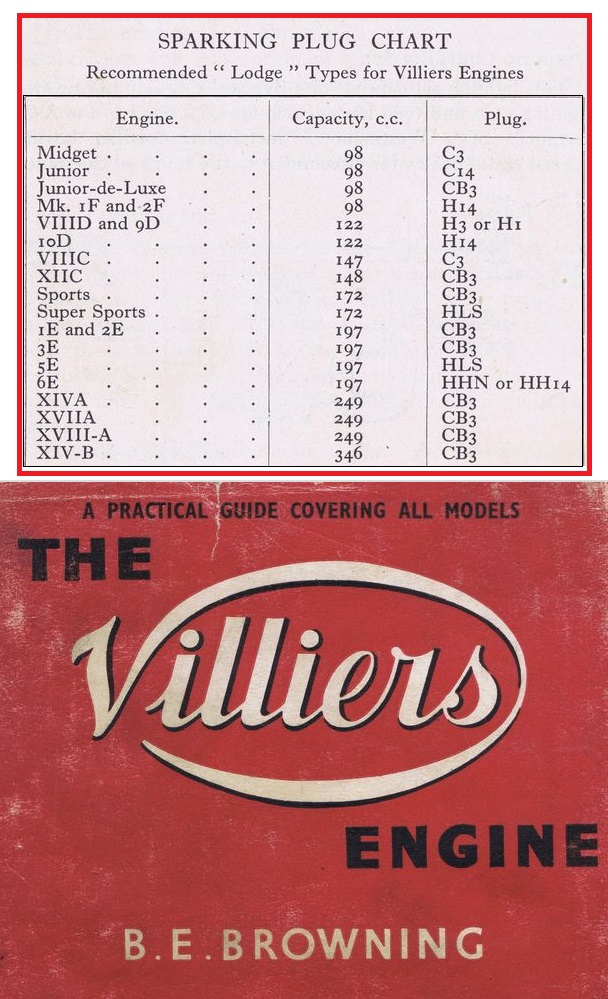 SPARKING PLUG CHART
Recommended “ Lodge ” Types for Villiers Engines
Engine. Capacity, c.c. Plug.
Midget . . . 98 C3
Junior . . . 98 C14
Junior-de-Luxe . . 98 CB3
Mk. 1F and 2F . . 98 H14
VIIID and 9D . . 122 H3 or H1
10D . . . 122 H14
VIIIC . . . 147 C3
XIIC . . . 148 CB3
Sports . . . 172 CB3
Super Sports . . . 172 HLS
1E and 2E . . . 197 CB3
3E . . . 197 CB3
5E . . . 197 HLS
6E . . . 197 HHN or HH14
XIVA . . . 249 CB3
XVIIA . . . 249 CB3
XVIII-A . . . 249 CB3
XIV-B . . . 346 CB3
A PRACTICAL GUIDE COVERING ALL MODELS
THE
Villiers
ENGINE
B.E.BROWNING